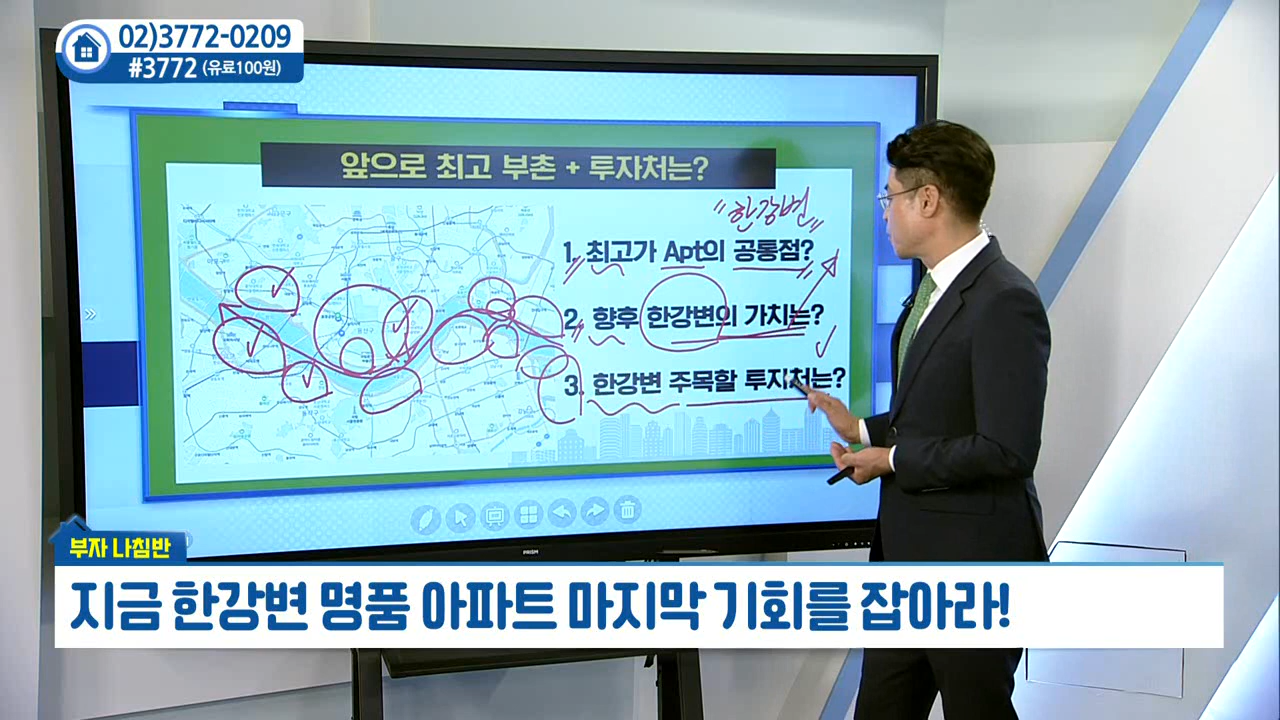 02)3772-0209
#3772 (유료100원)
앞으로 최고 부촌 + 투자처는?
"한강변"
1. 최고가 Apt의 공통점?
2. 향후 한강변의 가치는?
3. 한강변 주목할 투자처는?
PRISM
부자 나침반
지금 한강변 명품 아파트 마지막 기회를 잡아라!